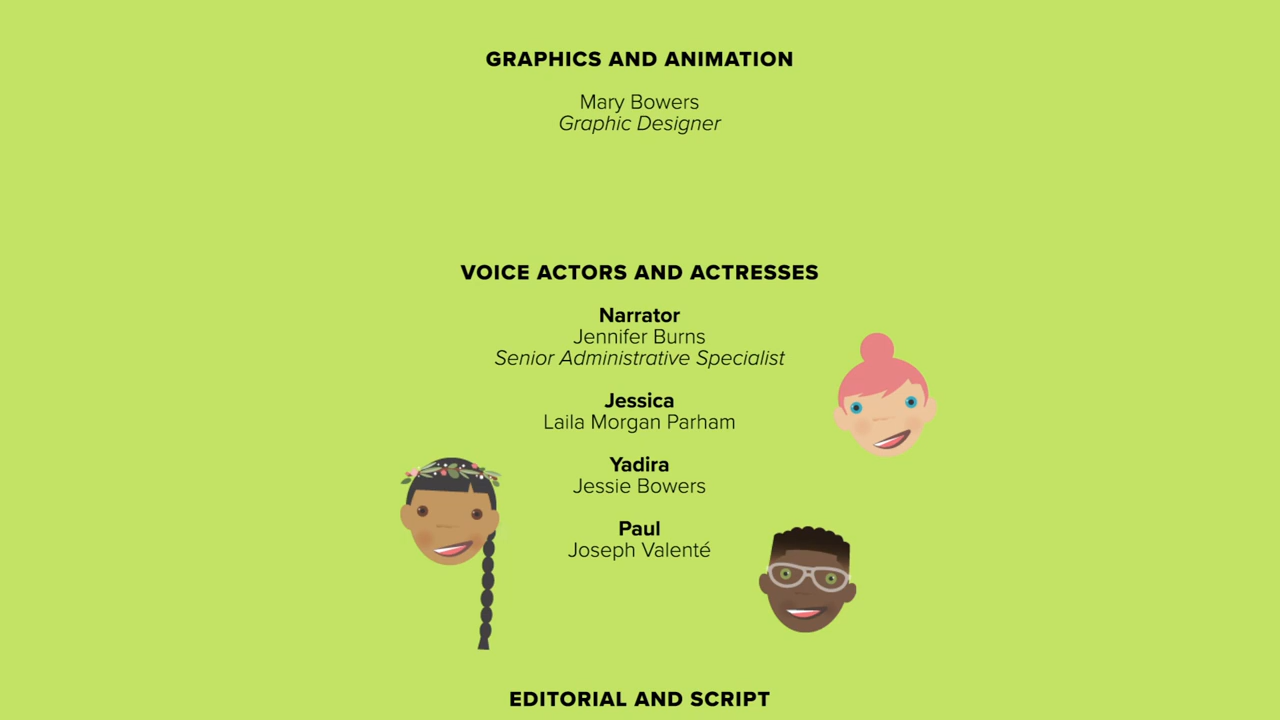 GRAPHICS AND ANIMATION
Mary Bowers
Graphic Designer
VOICE ACTORS AND ACTRESSES
Narrator
Jennifer Burns
Senior Administrative Specialist
Jessica
Laila Morgan Parham
Yadira
Jessie Bowers
Paul
Joseph Valenté
EDITORIAL AND SCRIPT